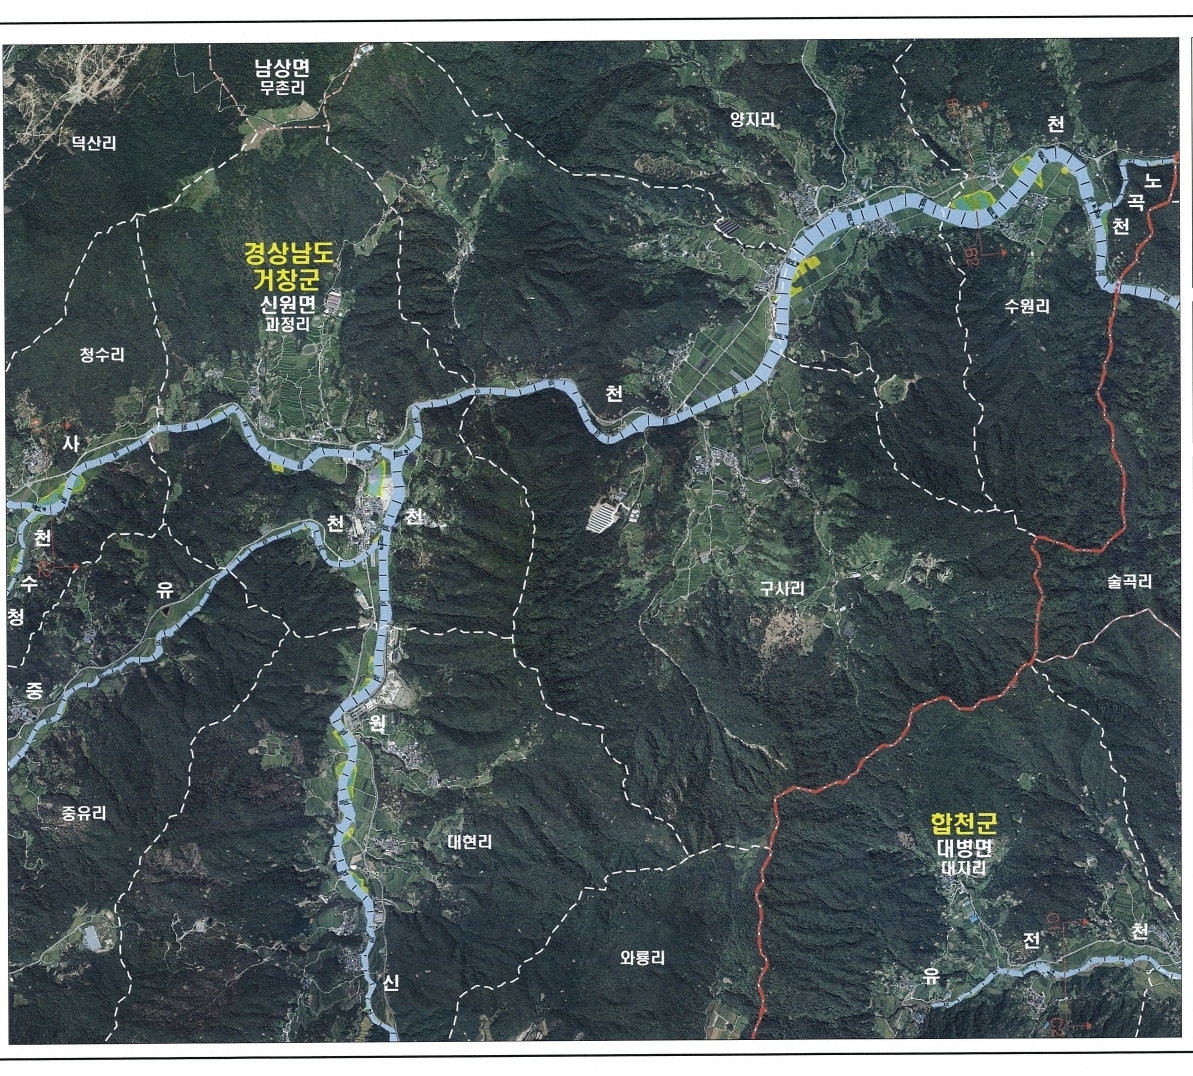 남상면
무촌리
덕산리
양지리
천
노
곡
천
경상남도
거창군
신원면
과정리
수원리
청수리
천
사
천
천
천
수
청
유
구사리
술곡리
중
원
중유리
대현리
합천군
대병면
대지리
와룡리
전
천
유
신